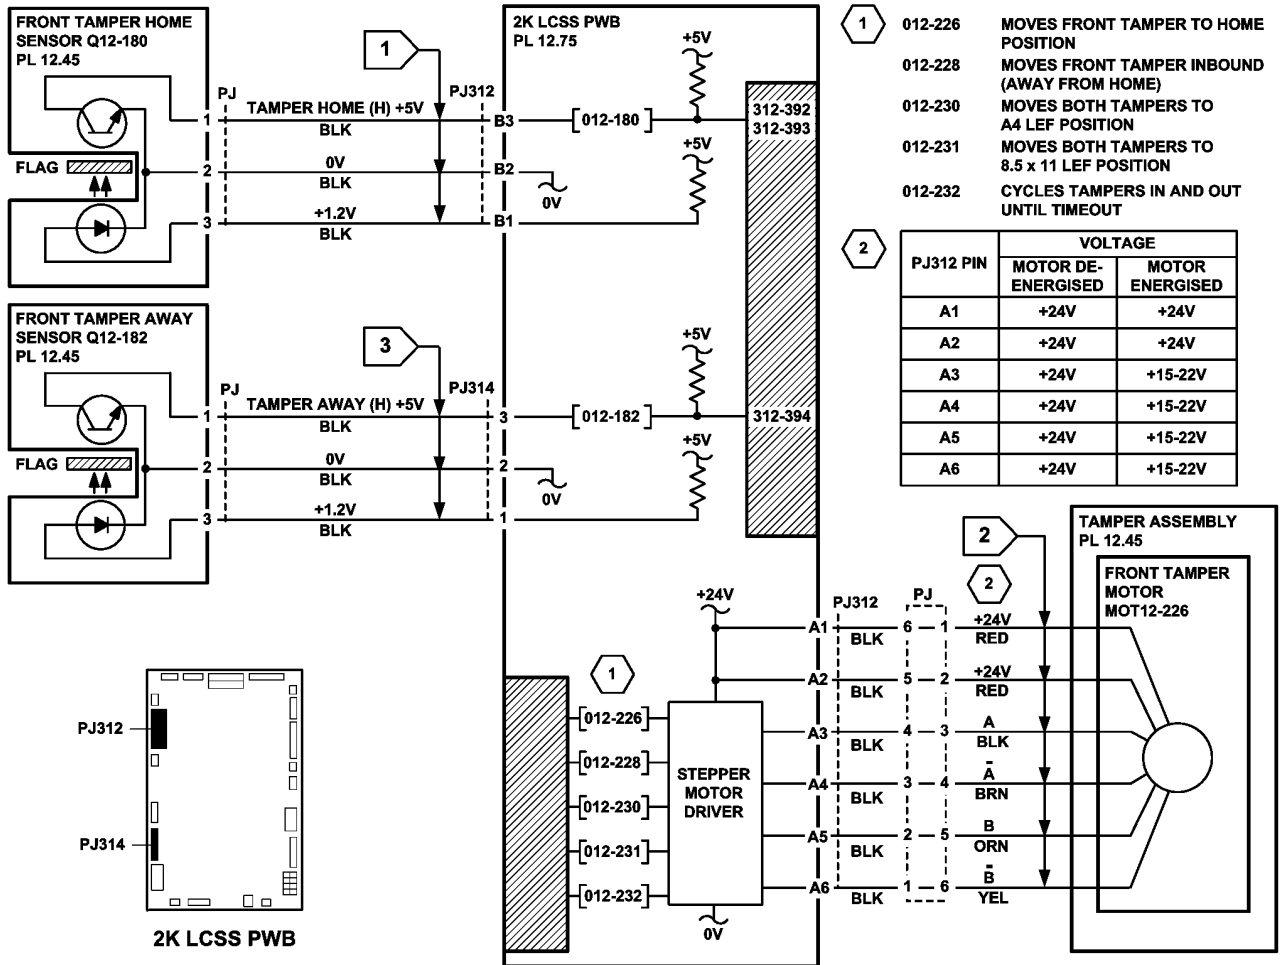 FRONT TAMPER HOME
SENSOR Q12-180
PL 12.45
FLAG
PJ
1
2
3
TAMPER HOME (H) +5V
BLK
0V
BLK
+1.2V
BLK
1
PJ312
B3
B2
B1
2K LCSS PWB
PL 12.75
+5V
012-180
0V
+5V
312-392
312-393
FRONT TAMPER AWAY
SENSOR Q12-182
PL 12.45
FLAG
PJ
1
2
3
TAMPER AWAY (H) +5V
BLK
0V
BLK
+1.2V
BLK
3
PJ314
3
2
1
+5V
012-182
0V
+5V
312-394
1
012-226 MOVES FRONT TAMPER TO HOME
POSITION
012-228 MOVES FRONT TAMPER INBOUND
(AWAY FROM HOME)
012-230 MOVES BOTH TAMPERS TO
A4 LEF POSITION
012-231 MOVES BOTH TAMPERS TO
8.5 x 11 LEF POSITION
012-232 CYCLES TAMPERS IN AND OUT
UNTIL TIMEOUT
2
PJ312 PIN VOLTAGE
MOTOR DE-
ENERGISED
MOTOR
ENERGISED
A1 +24V +24V
A2 +24V +24V
A3 +24V +15-22V
A4 +24V +15-22V
A5 +24V +15-22V
A6 +24V +15-22V
1
012-226
012-228
012-230
012-231
012-232
+24V
STEPPER
MOTOR
DRIVER
0V
PJ312 PJ
2
2
A1 BLK 6 1 +24V RED
A2 BLK 5 2 +24V RED
A3 BLK 4 3 A BLK
A4 BLK 3 4 Ā BRN
A5 BLK 2 5 B ORN
A6 BLK 1 6 B̄ YEL
TAMPER ASSEMBLY
PL 12.45
FRONT TAMPER
MOTOR
MOT12-226
PJ312
PJ314
2K LCSS PWB